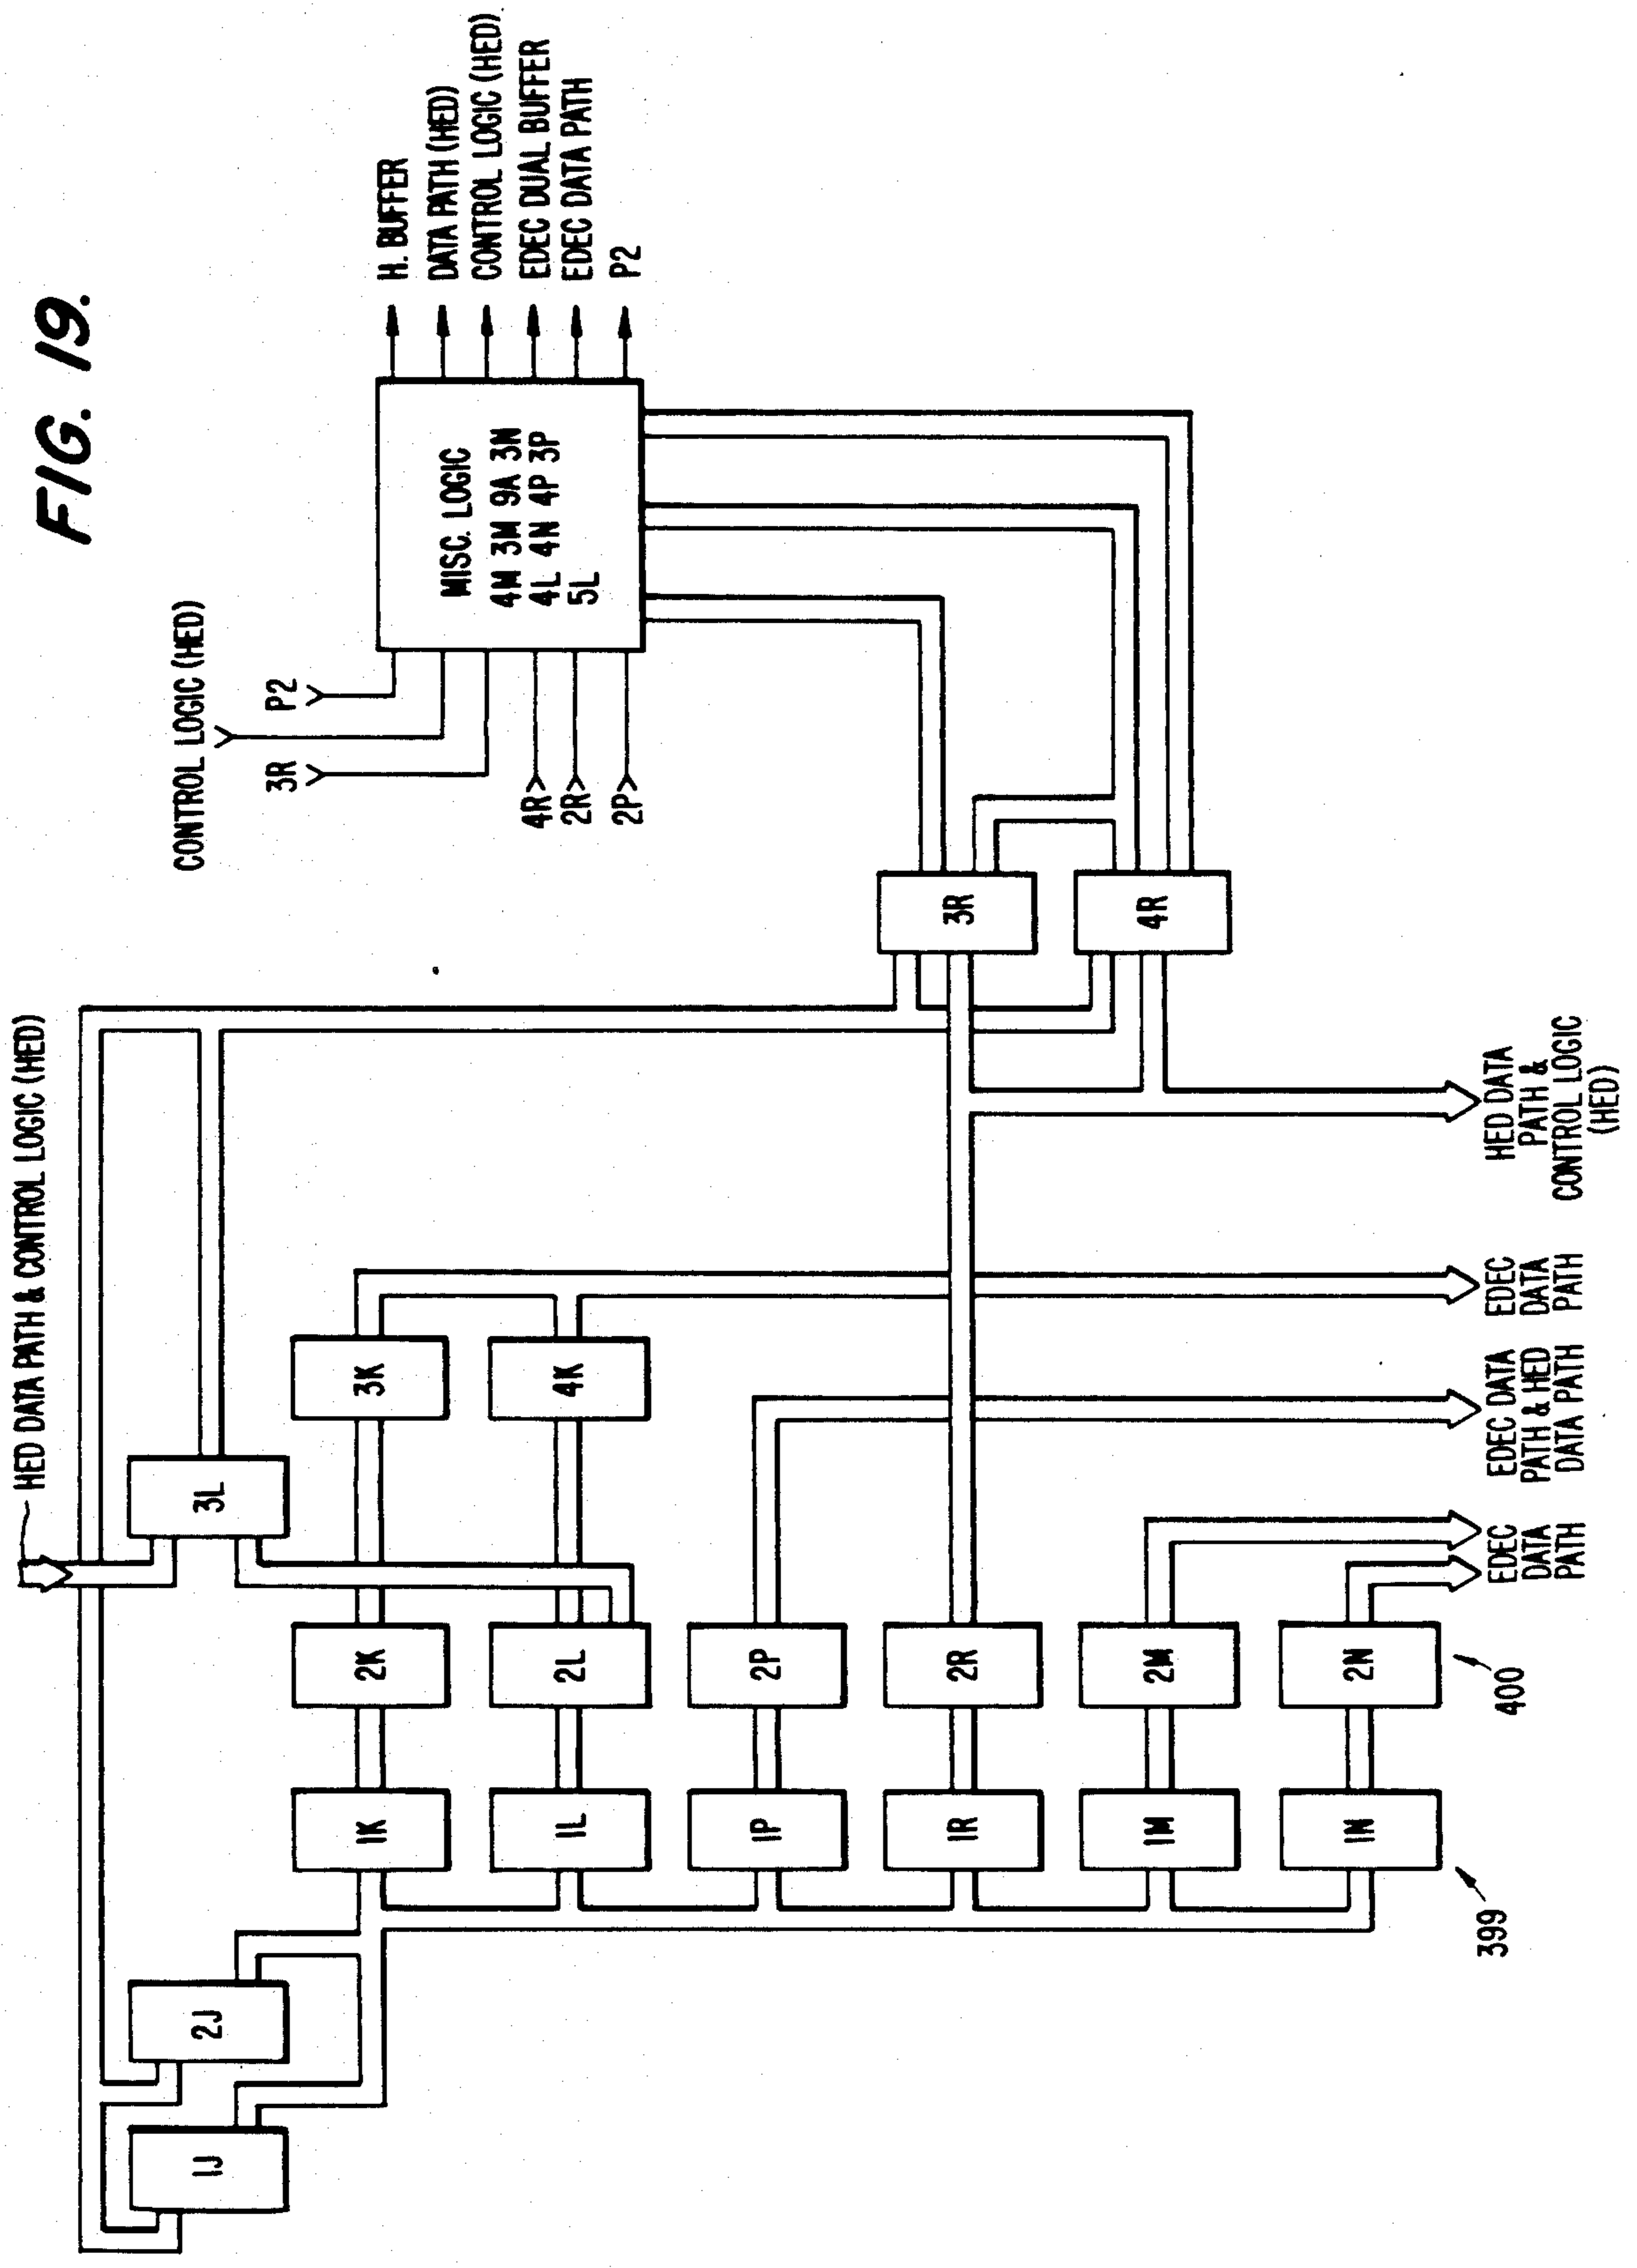 FIG. 19.
HED DATA PATH & CONTROL LOGIC (HED)
CONTROL LOGIC (HED)
P2
3R
4R
2R
2P
MISC. LOGIC
4M 3M 9A 3N
4L 4N 4P 3P
5L
H. BUFFER
DATA PATH (HED)
CONTROL LOGIC (HED)
EDEC DUAL BUFFER
EDEC DATA PATH
P2
1J
2J
3L
1K
2K
3K
1L
2L
4K
1P
2P
1R
2R
3R
4R
1M
2M
1N
2N
399
400
EDEC
DATA
PATH
EDEC DATA
PATH & HED
DATA PATH
EDEC
DATA
PATH
HED DATA
PATH &
CONTROL LOGIC
(HED)